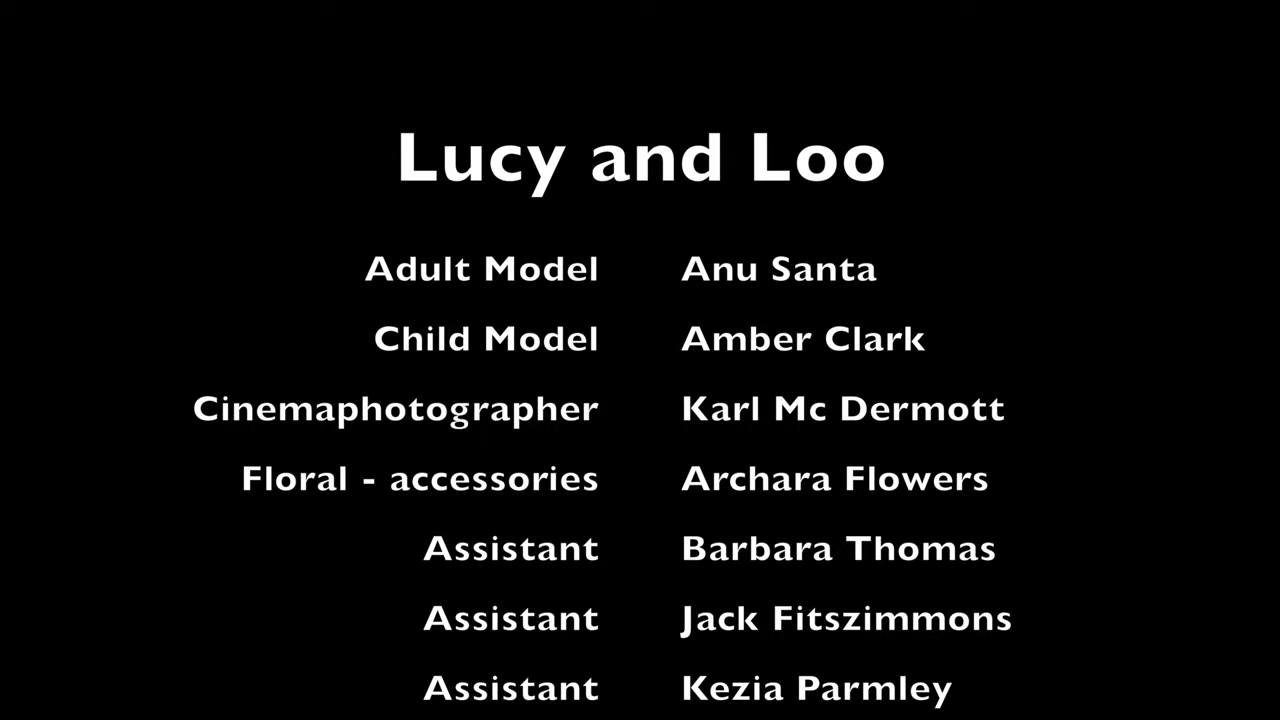 Lucy and Loo
Adult Model Anu Santa
Child Model Amber Clark
Cinemaphotographer Karl Mc Dermott
Floral - accessories Archara Flowers
Assistant Barbara Thomas
Assistant Jack Fitszimmons
Assistant Kezia Parmley